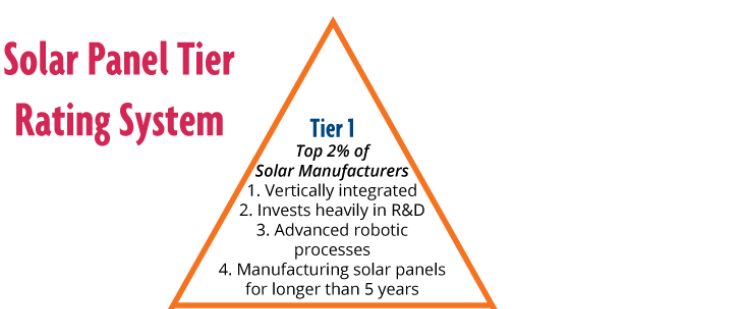 Solar Panel Tier
Rating System
Tier 1
Top 2% of
Solar Manufacturers
1. Vertically integrated
2. Invests heavily in R&D
3. Advanced robotic
processes
4. Manufacturing solar panels
for longer than 5 years